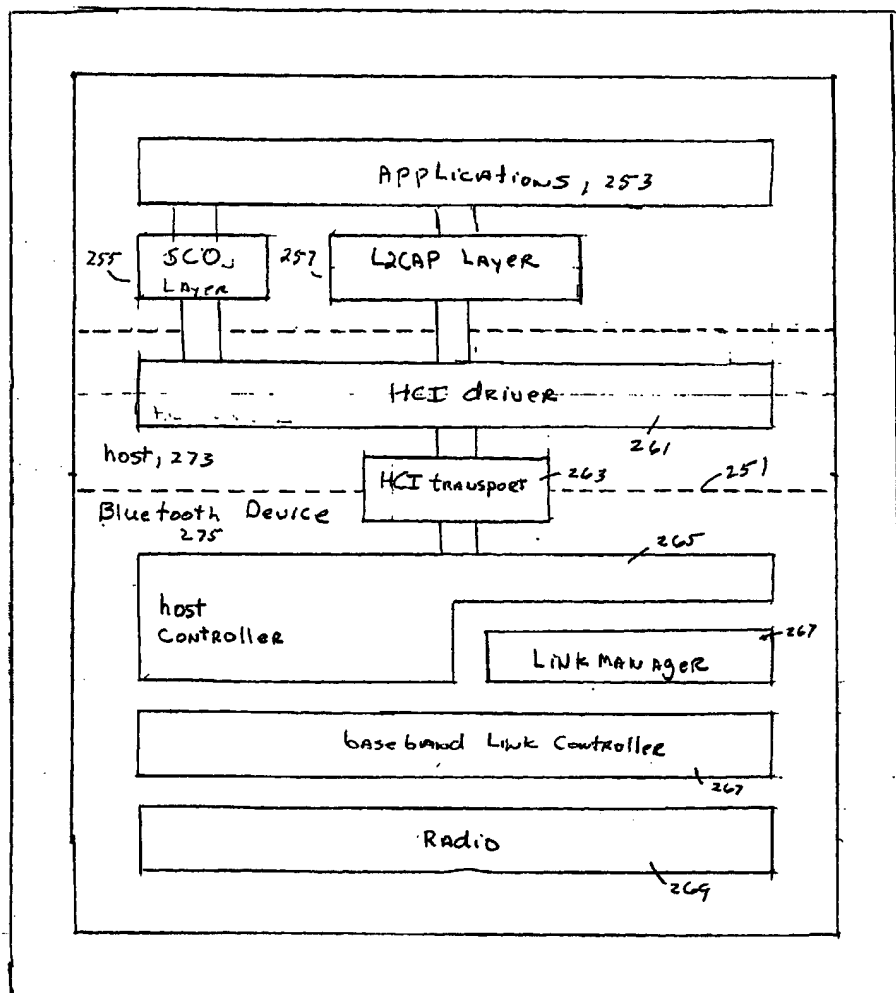 APPLICATIONS, 253
255
SCO
LAYER
257
L2CAP LAYER
HCI driver
261
host, 273
HCI TRANSPORT
263
251
Bluetooth Device
275
265
host
CONTROLLER
267
LINK MANAGER
baseband Link Controller
267
Radio
269